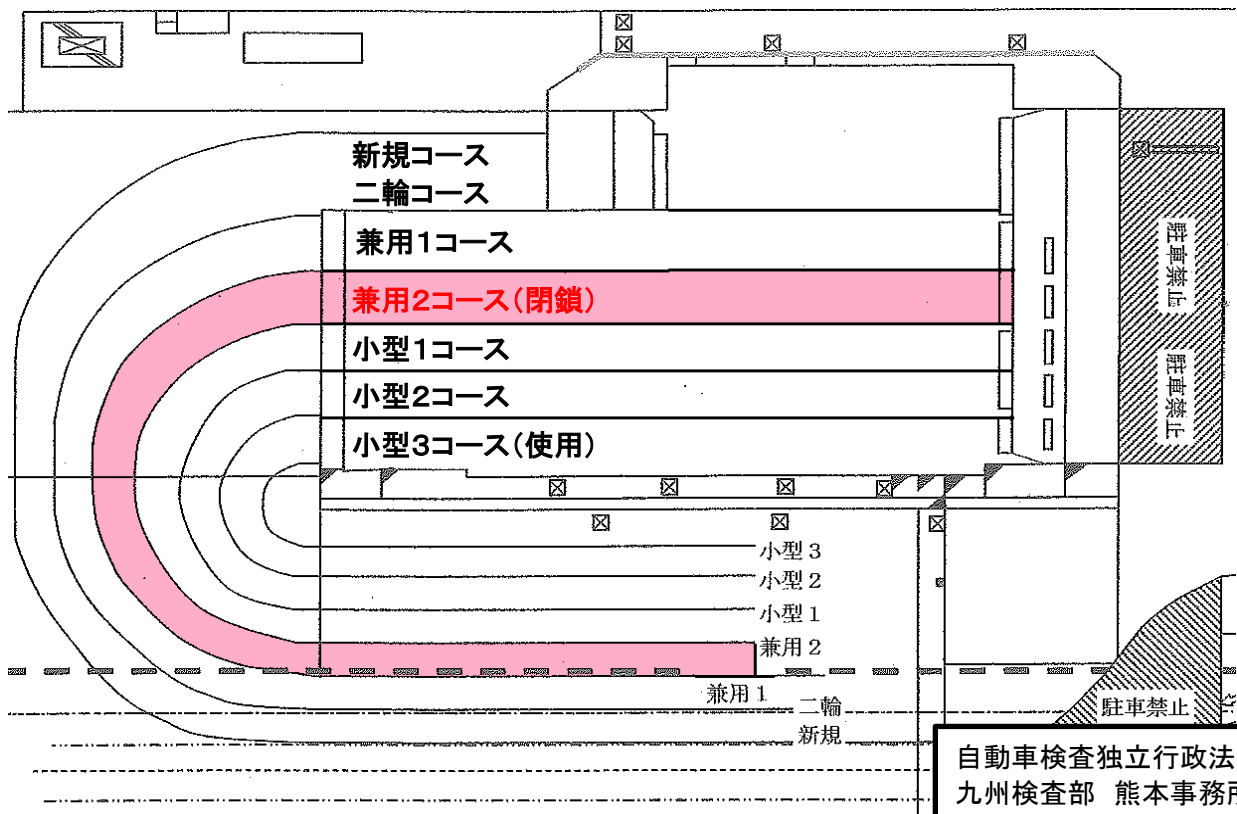 新規コース
二輪コース
兼用1コース
兼用2コース(閉鎖)
小型1コース
小型2コース
小型3コース(使用)
駐車禁止
駐車禁止
小型3
小型2
小型1
兼用2
兼用1
二輪
新規
駐車禁止
自動車検査独立行政法
九州検査部 熊本事務所